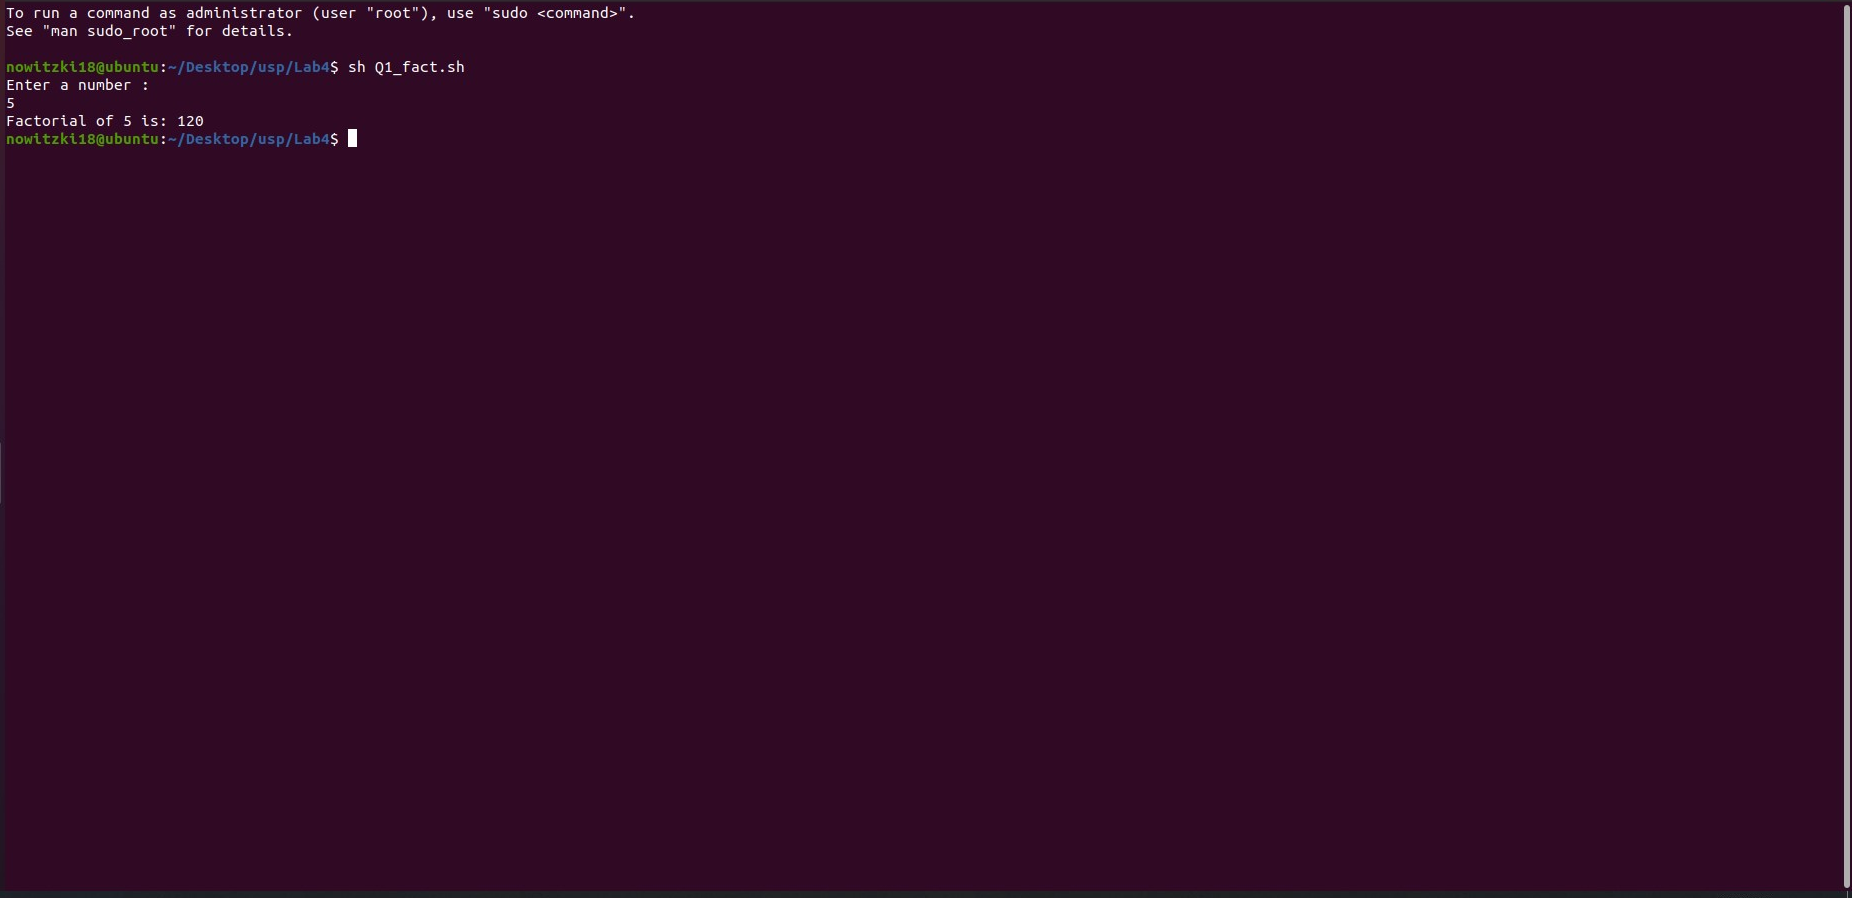 To run a command as administrator (user "root"), use "sudo <command>".
See "man sudo_root" for details.
nowitzki18@ubuntu:~/Desktop/usp/Lab4$ sh Q1_fact.sh
Enter a number :
5
Factorial of 5 is: 120
nowitzki18@ubuntu:~/Desktop/usp/Lab4$